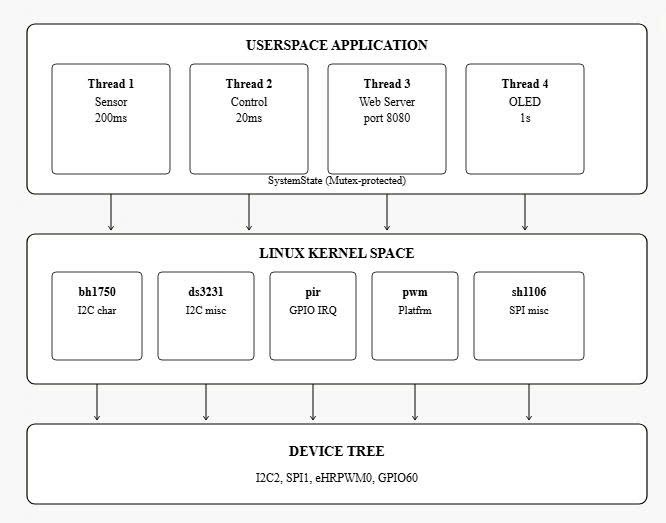 USERSPACE APPLICATION
Thread 1
Sensor
200ms
Thread 2
Control
20ms
Thread 3
Web Server
port 8080
Thread 4
OLED
1s
SystemState (Mutex-protected)
LINUX KERNEL SPACE
bh1750
I2C char
ds3231
I2C misc
pir
GPIO IRQ
pwm
Platfrm
sh1106
SPI misc
DEVICE TREE
I2C2, SPI1, eHRPWM0, GPIO60